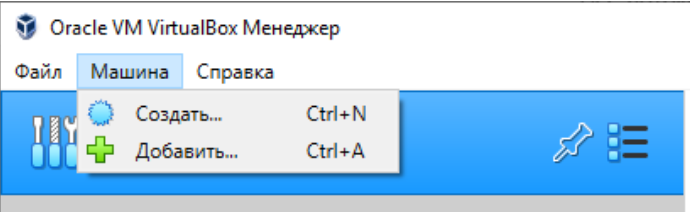 Oracle VM VirtualBox Менеджер
Файл Машина Справка
Создать... Ctrl+N
Добавить... Ctrl+A